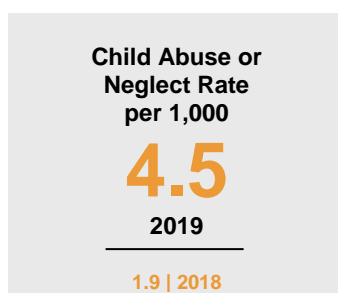 Child Abuse or
Neglect Rate
per 1,000
4.5
2019
1.9 | 2018